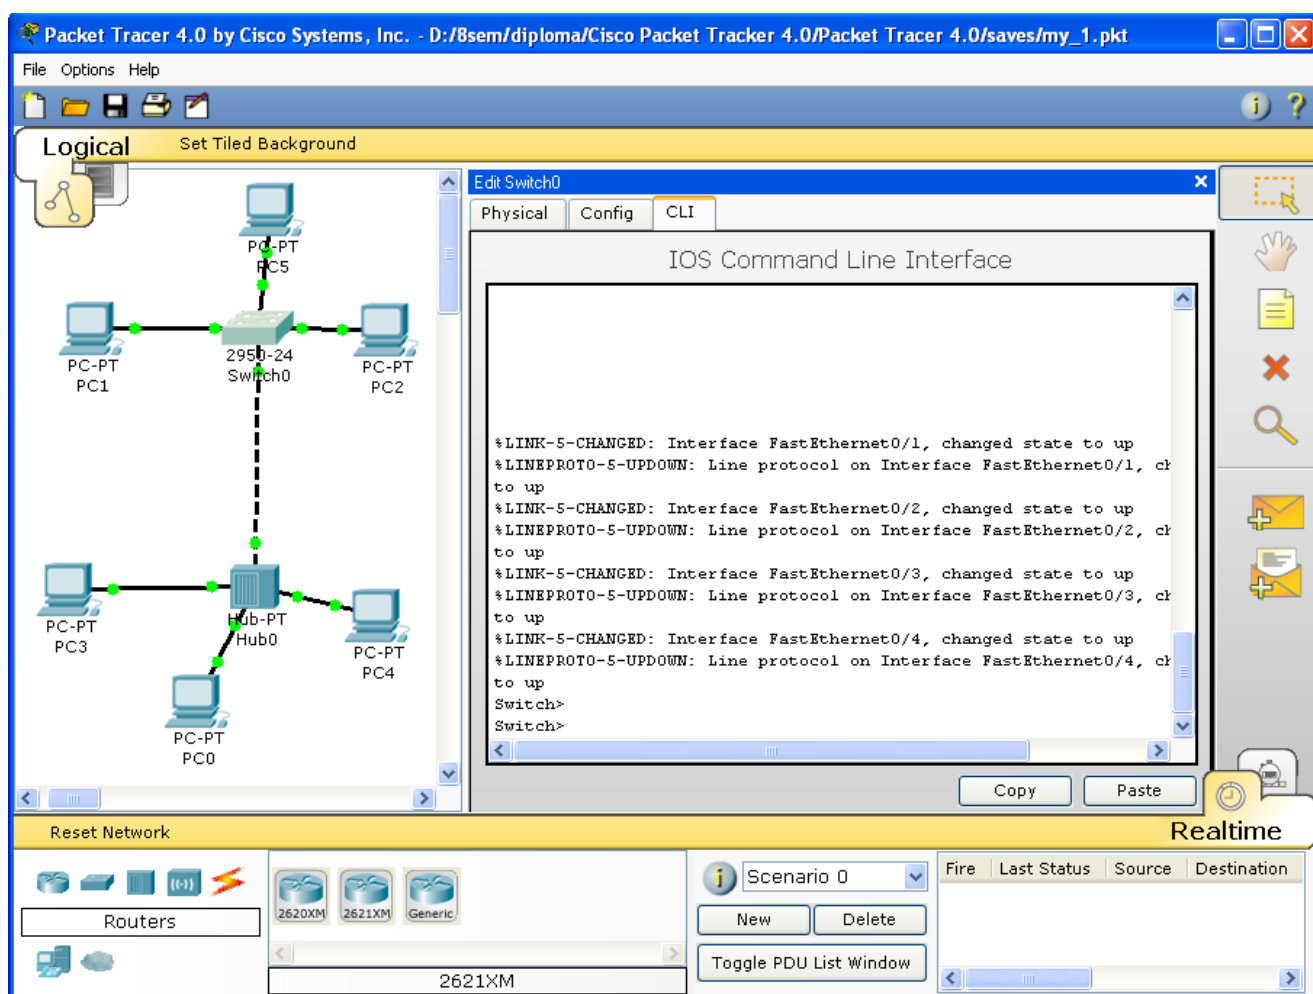 Packet Tracer 4.0 by Cisco Systems, Inc. - D:/8sem/diploma/Cisco Packet Tracker 4.0/Packet Tracer 4.0/saves/my_1.pkt
File Options Help
Logical
Set Tiled Background
PC-PT
PC5
PC-PT
PC1
2950-24
Switch0
PC-PT
PC2
PC-PT
PC3
Hub-PT
Hub0
PC-PT
PC4
PC-PT
PC0
Edit Switch0
Physical Config CLI
IOS Command Line Interface
%LINK-5-CHANGED: Interface FastEthernet0/1, changed state to up
%LINEPROTO-5-UPDOWN: Line protocol on Interface FastEthernet0/1, ch
to up
%LINK-5-CHANGED: Interface FastEthernet0/2, changed state to up
%LINEPROTO-5-UPDOWN: Line protocol on Interface FastEthernet0/2, ch
to up
%LINK-5-CHANGED: Interface FastEthernet0/3, changed state to up
%LINEPROTO-5-UPDOWN: Line protocol on Interface FastEthernet0/3, ch
to up
%LINK-5-CHANGED: Interface FastEthernet0/4, changed state to up
%LINEPROTO-5-UPDOWN: Line protocol on Interface FastEthernet0/4, ch
to up
Switch>
Switch>
Copy Paste
Reset Network
Realtime
Routers
2620XM 2621XM Generic
2621XM
Scenario 0
New Delete
Toggle PDU List Window
Fire Last Status Source Destination